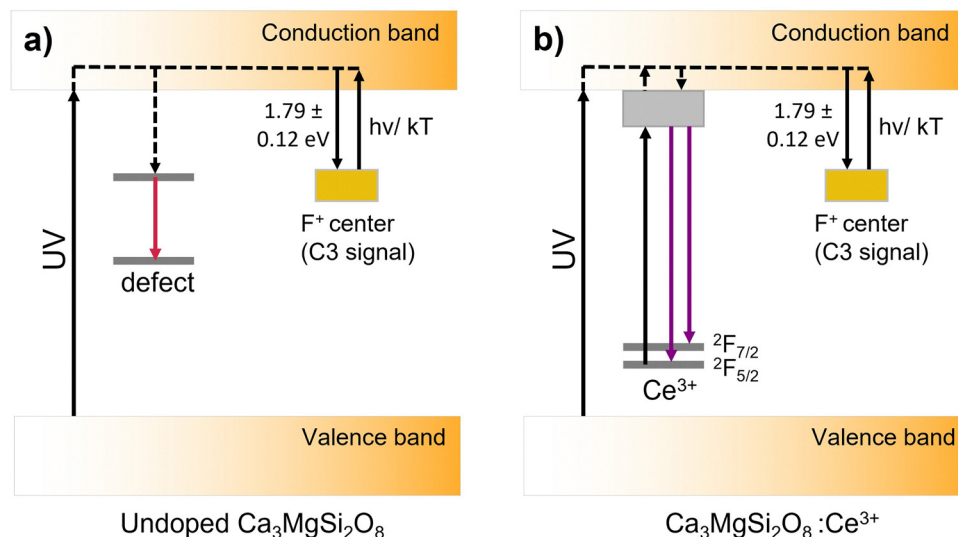 a)
Conduction band
1.79 ±
0.12 eV
hν/ kT
UV
F⁺ center
(C3 signal)
defect
Valence band
Undoped Ca₃MgSi₂O₈
b)
Conduction band
1.79 ±
0.12 eV
hν/ kT
UV
F⁺ center
(C3 signal)
²F₇/₂
²F₅/₂
Ce³⁺
Valence band
Ca₃MgSi₂O₈:Ce³⁺